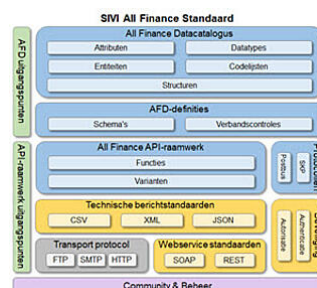 SIVI All Finance Standaard
AFD uitgangspunten
All Finance Datacatalogus
Attributen
Datatypes
Entiteiten
Codelijsten
Structuren
AFD-definities
Schema's
Verbandscontroles
API-raamwerk uitgangspunten
All Finance API-raamwerk
Functies
Varianten
Postbus
SKP
Technische berichtstandaarden
CSV
XML
JSON
Autorisatie
Authenticatie
Transport protocol
FTP
SMTP
HTTP
Webservice standaarden
SOAP
REST
Community & Beheer